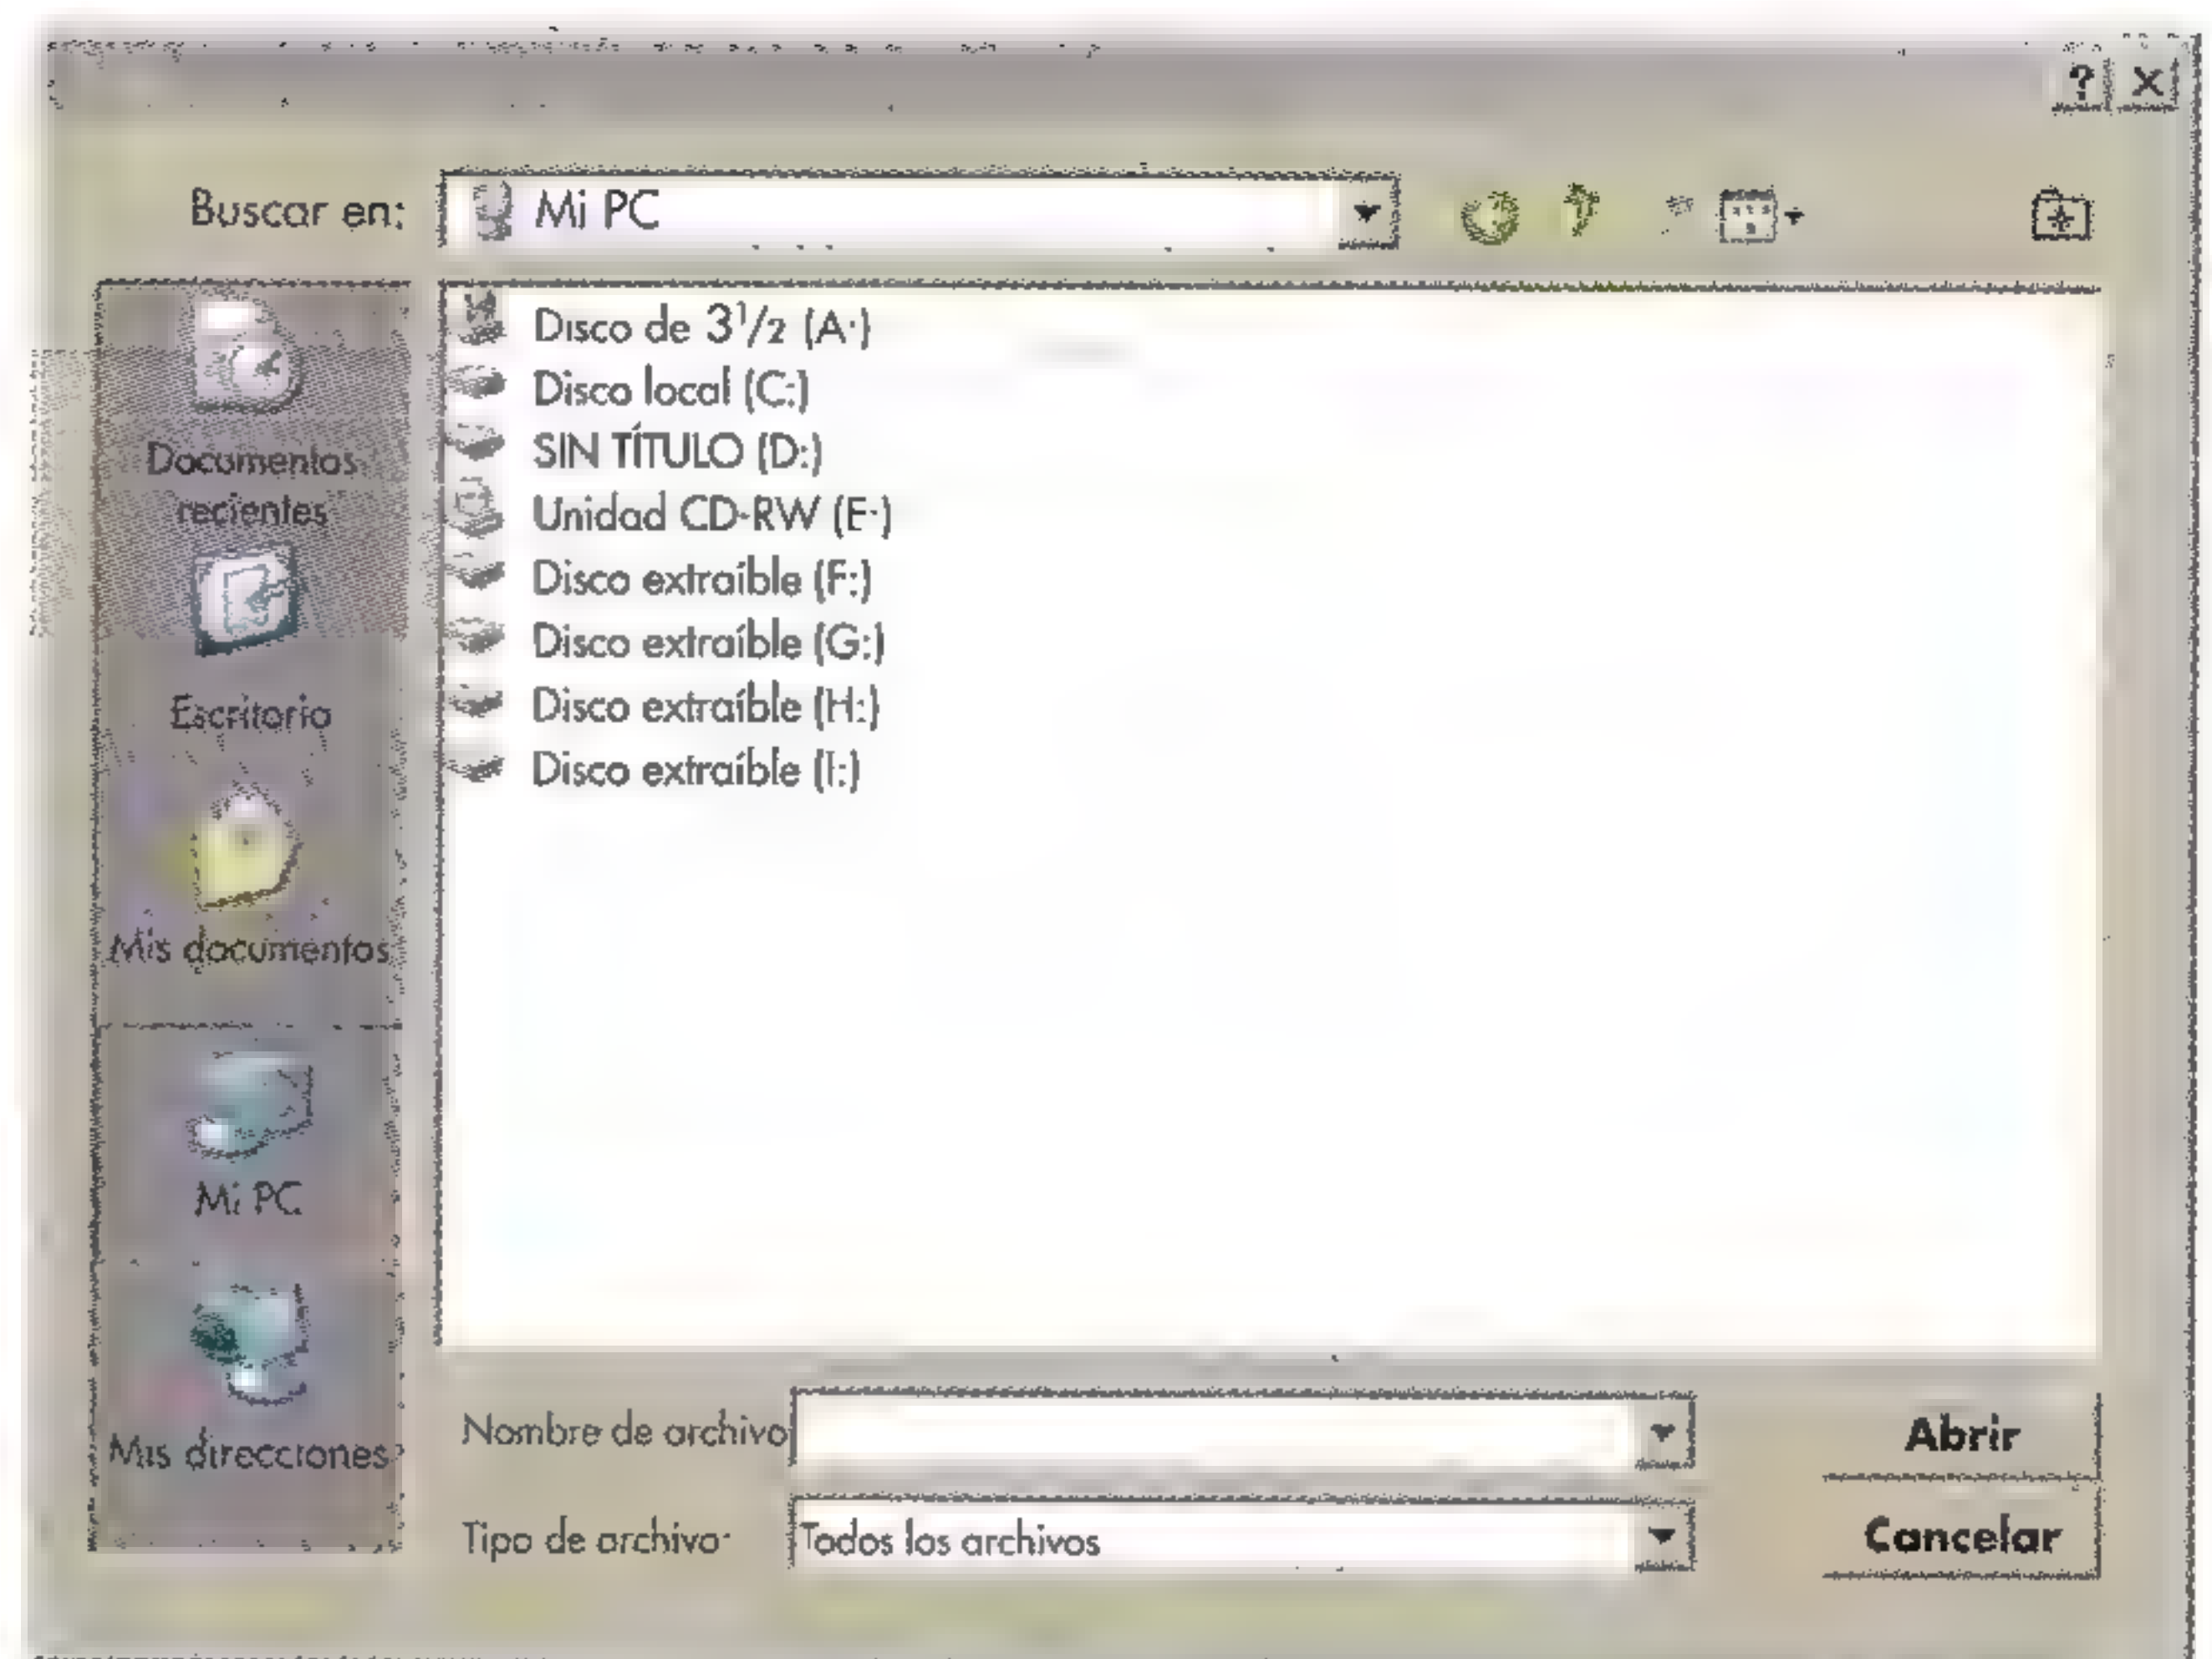 ? X
Buscar en: Mi PC
Disco de 3½ (A:)
Disco local (C:)
SIN TÍTULO (D:)
Unidad CD-RW (E:)
Disco extraíble (F:)
Disco extraíble (G:)
Disco extraíble (H:)
Disco extraíble (I:)
Documentos
recientes
Escritorio
Mis documentos
Mi PC
Mis direcciones
Nombre de archivo
Abrir
Tipo de archivo: Todos los archivos
Cancelar